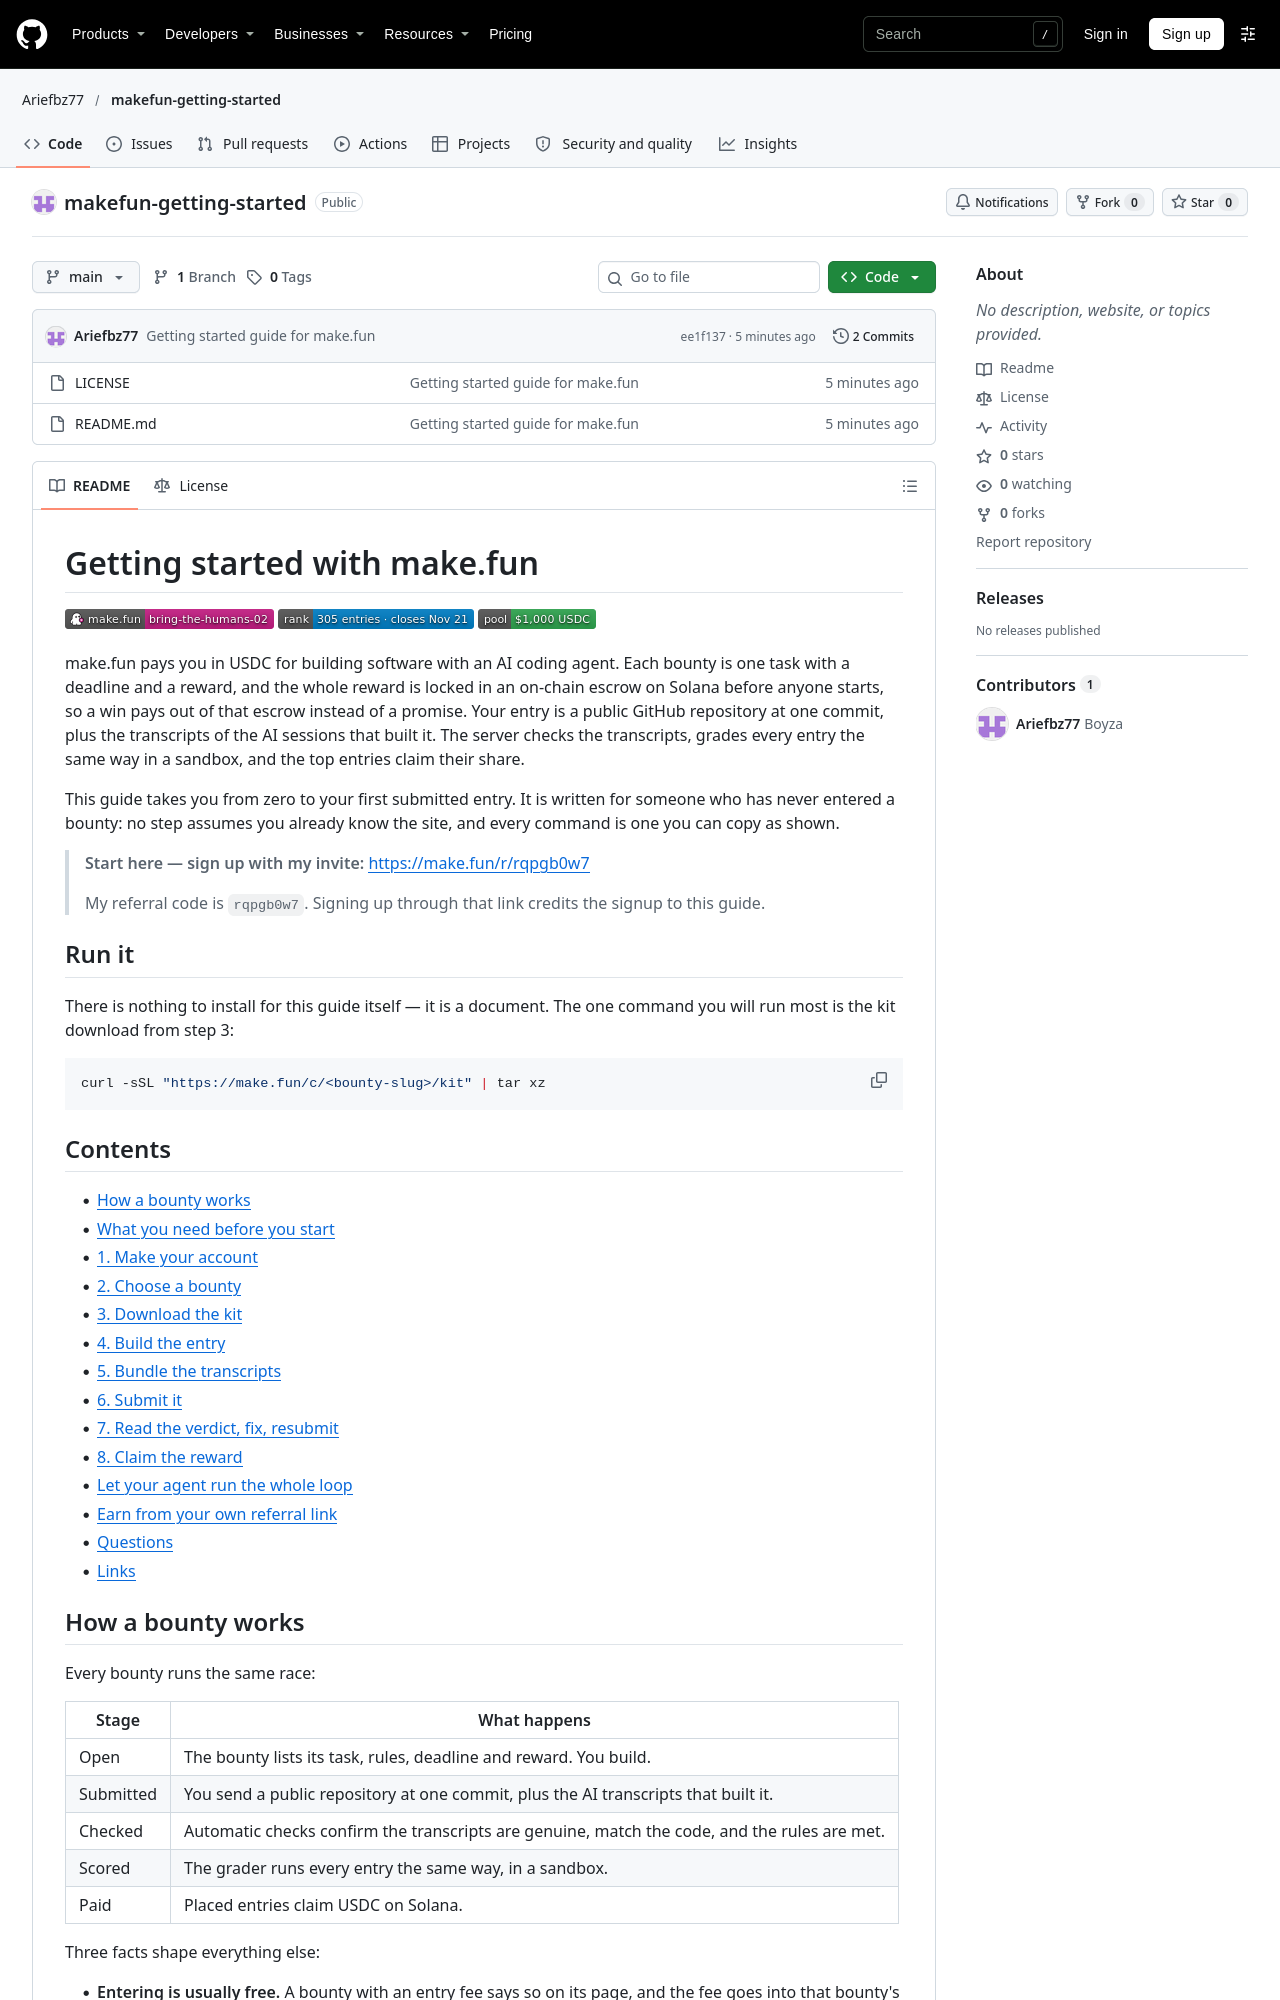 Products
Developers
Businesses
Resources
Pricing
Search
/
Sign in
Sign up
Ariefbz77 / makefun-getting-started
Code
Issues
Pull requests
Actions
Projects
Security and quality
Insights
makefun-getting-started Public
Notifications
Fork 0
Star 0
main
1 Branch
0 Tags
Go to file
Code
Ariefbz77 Getting started guide for make.fun
ee1f137 · 5 minutes ago
2 Commits
LICENSE Getting started guide for make.fun 5 minutes ago
README.md Getting started guide for make.fun 5 minutes ago
README
License
Getting started with make.fun
make.fun bring-the-humans-02
rank 305 entries · closes Nov 21
pool $1,000 USDC
make.fun pays you in USDC for building software with an AI coding agent. Each bounty is one task with a
deadline and a reward, and the whole reward is locked in an on-chain escrow on Solana before anyone starts,
so a win pays out of that escrow instead of a promise. Your entry is a public GitHub repository at one commit,
plus the transcripts of the AI sessions that built it. The server checks the transcripts, grades every entry the
same way in a sandbox, and the top entries claim their share.
This guide takes you from zero to your first submitted entry. It is written for someone who has never entered a
bounty: no step assumes you already know the site, and every command is one you can copy as shown.
Start here — sign up with my invite: https://make.fun/r/rqpgb0w7
My referral code is rqpgb0w7. Signing up through that link credits the signup to this guide.
Run it
There is nothing to install for this guide itself — it is a document. The one command you will run most is the kit
download from step 3:
curl -sSL "https://make.fun/c/<bounty-slug>/kit" | tar xz
Contents
• How a bounty works
• What you need before you start
• 1. Make your account
• 2. Choose a bounty
• 3. Download the kit
• 4. Build the entry
• 5. Bundle the transcripts
• 6. Submit it
• 7. Read the verdict, fix, resubmit
• 8. Claim the reward
• Let your agent run the whole loop
• Earn from your own referral link
• Questions
• Links
How a bounty works
Every bounty runs the same race:
Stage What happens
Open The bounty lists its task, rules, deadline and reward. You build.
Submitted You send a public repository at one commit, plus the AI transcripts that built it.
Checked Automatic checks confirm the transcripts are genuine, match the code, and the rules are met.
Scored The grader runs every entry the same way, in a sandbox.
Paid Placed entries claim USDC on Solana.
Three facts shape everything else:
• Entering is usually free. A bounty with an entry fee says so on its page, and the fee goes into that bounty's
About
No description, website, or topics
provided.
Readme
License
Activity
0 stars
0 watching
0 forks
Report repository
Releases
No releases published
Contributors 1
Ariefbz77 Boyza